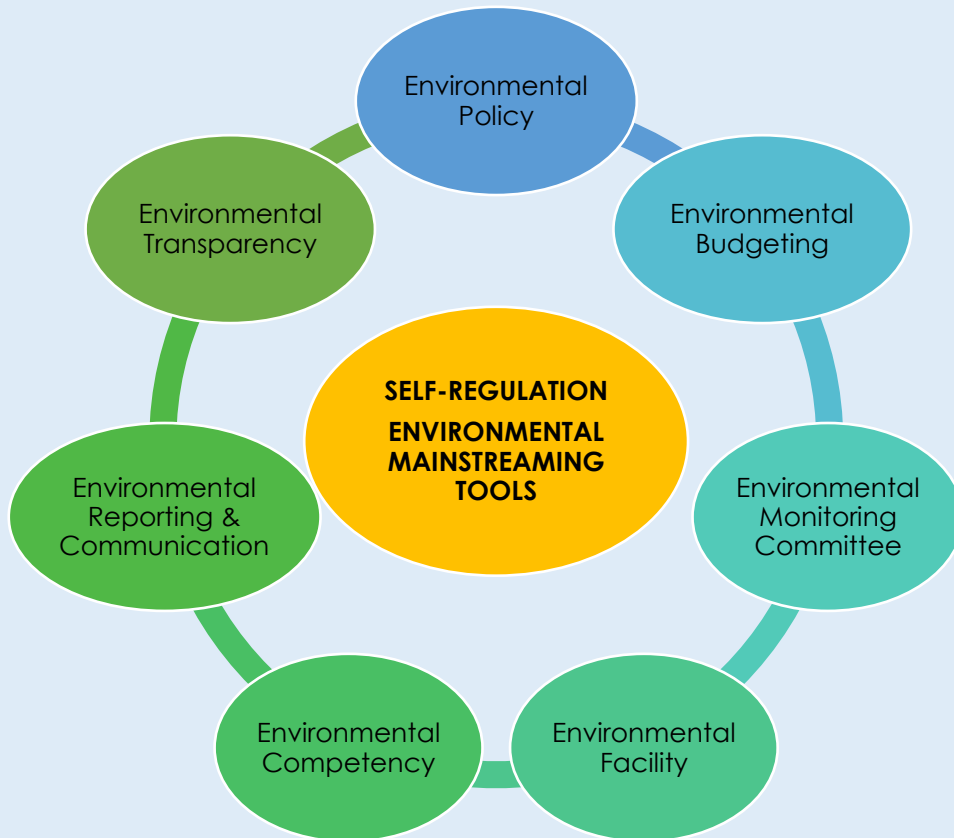 Environmental
Policy
Environmental
Budgeting
Environmental
Monitoring
Committee
Environmental
Facility
Environmental
Competency
Environmental
Reporting &
Communication
Environmental
Transparency
SELF-REGULATION
ENVIRONMENTAL
MAINSTREAMING
TOOLS